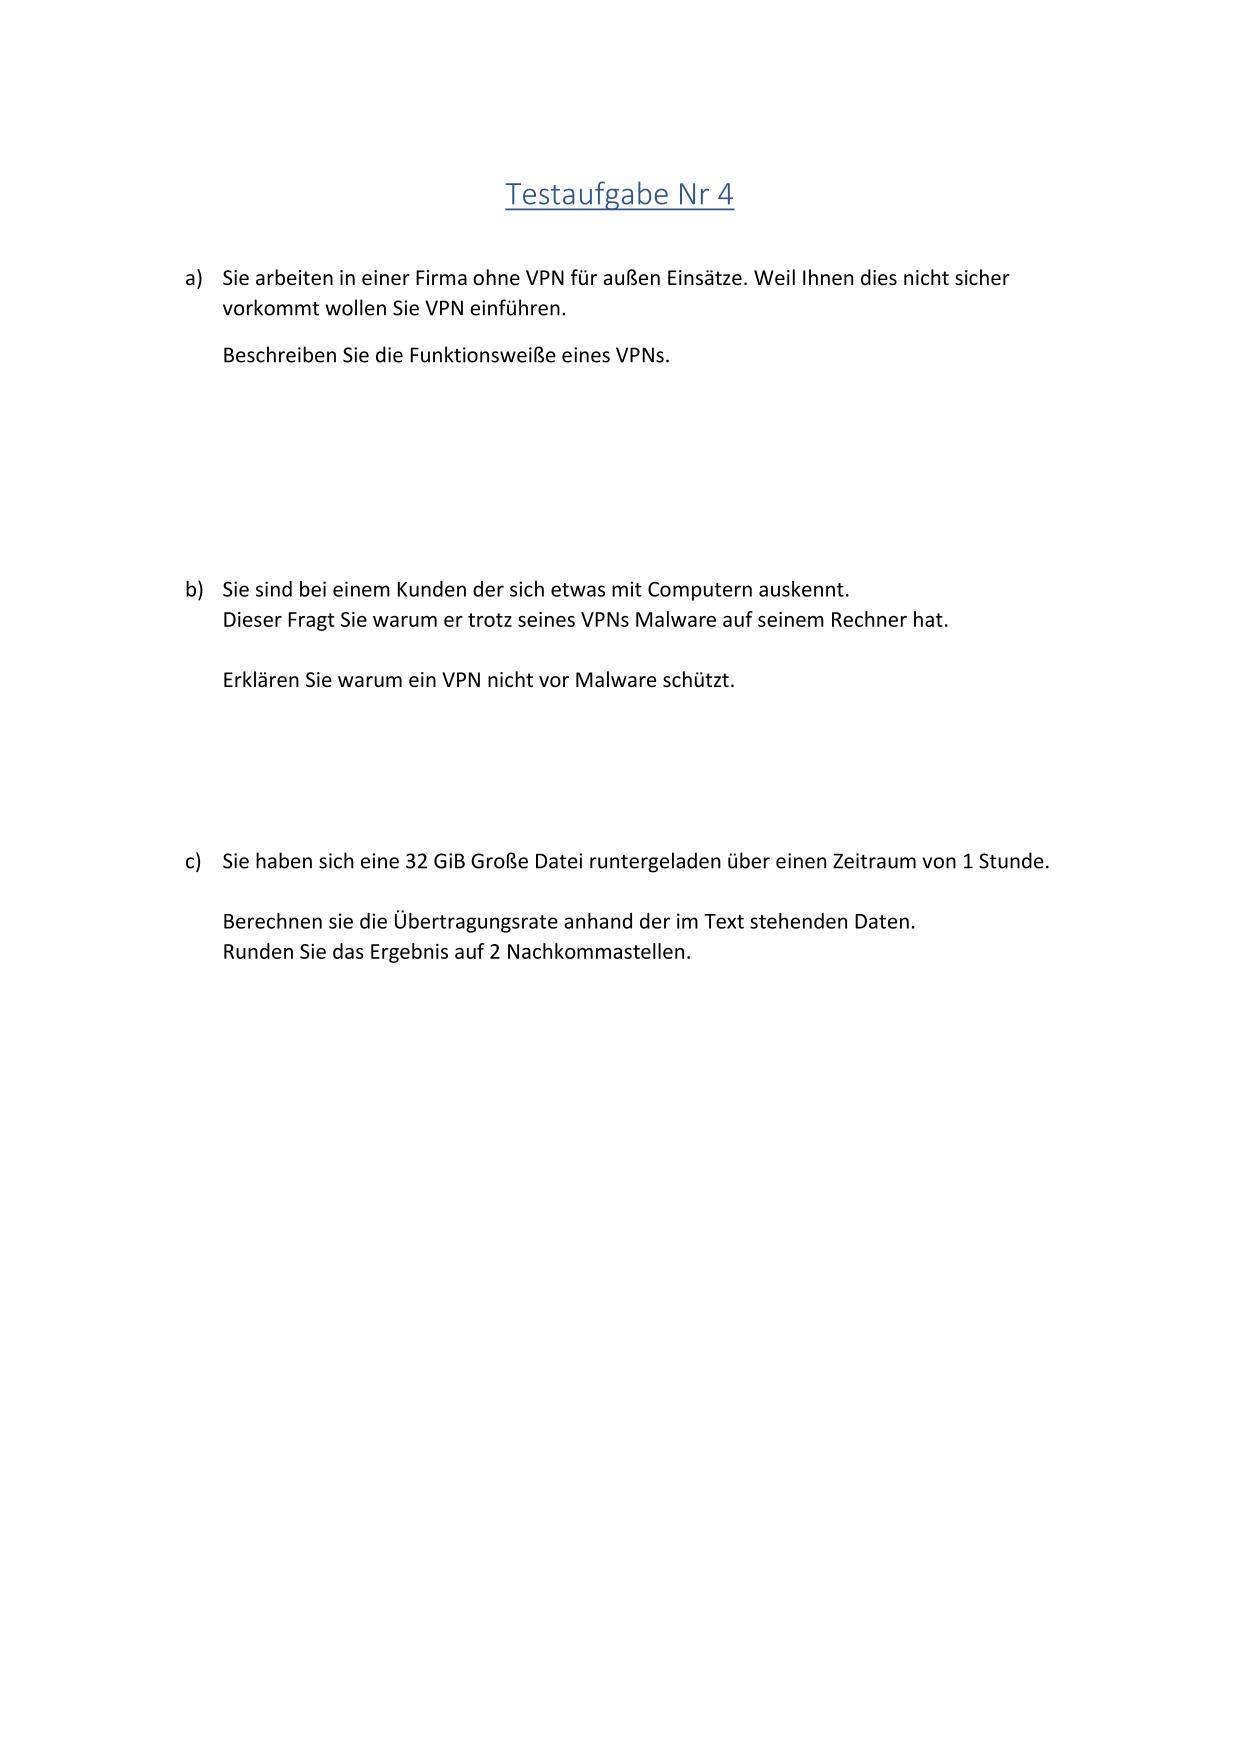 Testaufgabe Nr 4
a) Sie arbeiten in einer Firma ohne VPN für außen Einsätze. Weil Ihnen dies nicht sicher
vorkommt wollen Sie VPN einführen.
Beschreiben Sie die Funktionsweiße eines VPNs.
b) Sie sind bei einem Kunden der sich etwas mit Computern auskennt.
Dieser Fragt Sie warum er trotz seines VPNs Malware auf seinem Rechner hat.
Erklären Sie warum ein VPN nicht vor Malware schützt.
c) Sie haben sich eine 32 GiB Große Datei runtergeladen über einen Zeitraum von 1 Stunde.
Berechnen sie die Übertragungsrate anhand der im Text stehenden Daten.
Runden Sie das Ergebnis auf 2 Nachkommastellen.